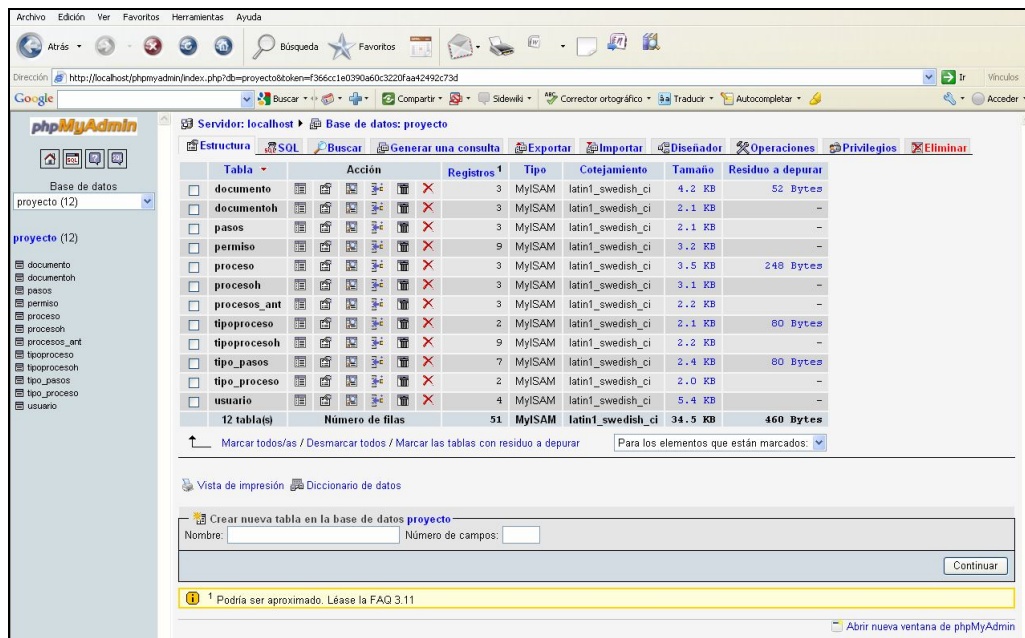 Archivo Edición Ver Favoritos Herramientas Ayuda
Atrás Búsqueda Favoritos
Dirección http://localhost/phpmyadmin/index.php?db=proyecto&token=f366cc1e0390a60c3220faa42492c73d Ir Vínculos
Google Buscar Compartir Sidewiki ABC Corrector ortográfico Traducir Autocompletar Acceder
phpMyAdmin
Base de datos
proyecto (12)
proyecto (12)
documento
documentoh
pasos
permiso
proceso
procesoh
procesos_ant
tipoproceso
tipoprocesoh
tipo_pasos
tipo_proceso
usuario
Servidor: localhost Base de datos: proyecto
Estructura SQL Buscar Generar una consulta Exportar Importar Diseñador Operaciones Privilegios Eliminar
Tabla Acción Registros 1 Tipo Cotejamiento Tamaño Residuo a depurar
documento 3 MyISAM latin1_swedish_ci 4.2 KB 52 Bytes
documentoh 3 MyISAM latin1_swedish_ci 2.1 KB -
pasos 3 MyISAM latin1_swedish_ci 2.1 KB -
permiso 9 MyISAM latin1_swedish_ci 3.2 KB -
proceso 3 MyISAM latin1_swedish_ci 3.5 KB 248 Bytes
procesoh 3 MyISAM latin1_swedish_ci 3.1 KB -
procesos_ant 3 MyISAM latin1_swedish_ci 2.2 KB -
tipoproceso 2 MyISAM latin1_swedish_ci 2.1 KB 80 Bytes
tipoprocesoh 9 MyISAM latin1_swedish_ci 2.2 KB -
tipo_pasos 7 MyISAM latin1_swedish_ci 2.4 KB 80 Bytes
tipo_proceso 2 MyISAM latin1_swedish_ci 2.0 KB -
usuario 4 MyISAM latin1_swedish_ci 5.4 KB -
12 tabla(s) Número de filas 51 MyISAM latin1_swedish_ci 34.5 KB 460 Bytes
Marcar todos/as / Desmarcar todos / Marcar las tablas con residuo a depurar Para los elementos que están marcados:
Vista de impresión Diccionario de datos
Crear nueva tabla en la base de datos proyecto
Nombre: Número de campos:
Continuar
1 Podría ser aproximado. Léase la FAQ 3.11
Abrir nueva ventana de phpMyAdmin